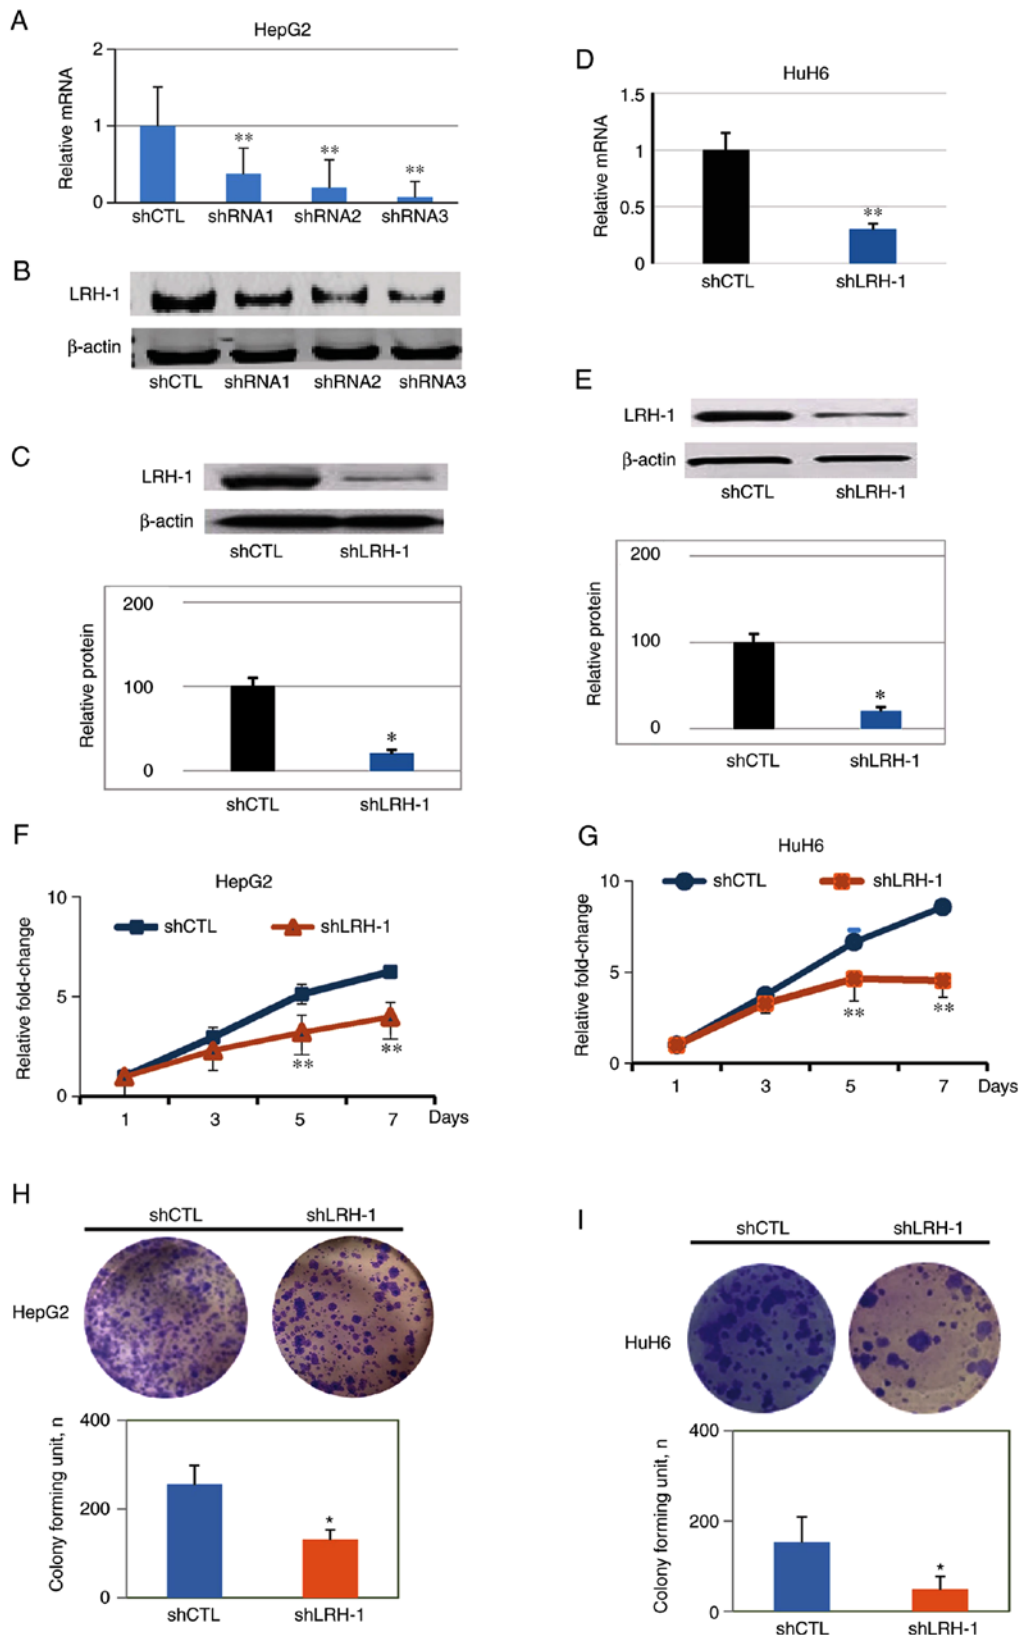 A
HepG2
2
1
0
Relative mRNA
**
**
**
shCTL shRNA1 shRNA2 shRNA3
B
LRH-1
β-actin
shCTL shRNA1 shRNA2 shRNA3
C
LRH-1
β-actin
shCTL shLRH-1
200
100
0
Relative protein
*
shCTL shLRH-1
D
HuH6
1.5
1
0.5
0
Relative mRNA
**
shCTL shLRH-1
E
LRH-1
β-actin
shCTL shLRH-1
200
100
0
Relative protein
*
shCTL shLRH-1
F
HepG2
10
5
0
Relative fold-change
shCTL shLRH-1
**
**
1 3 5 7 Days
G
HuH6
10
5
0
Relative fold-change
shCTL shLRH-1
**
**
1 3 5 7 Days
H
shCTL shLRH-1
HepG2
400
200
0
Colony forming unit, n
*
shCTL shLRH-1
I
shCTL shLRH-1
HuH6
400
200
0
Colony forming unit, n
*
shCTL shLRH-1